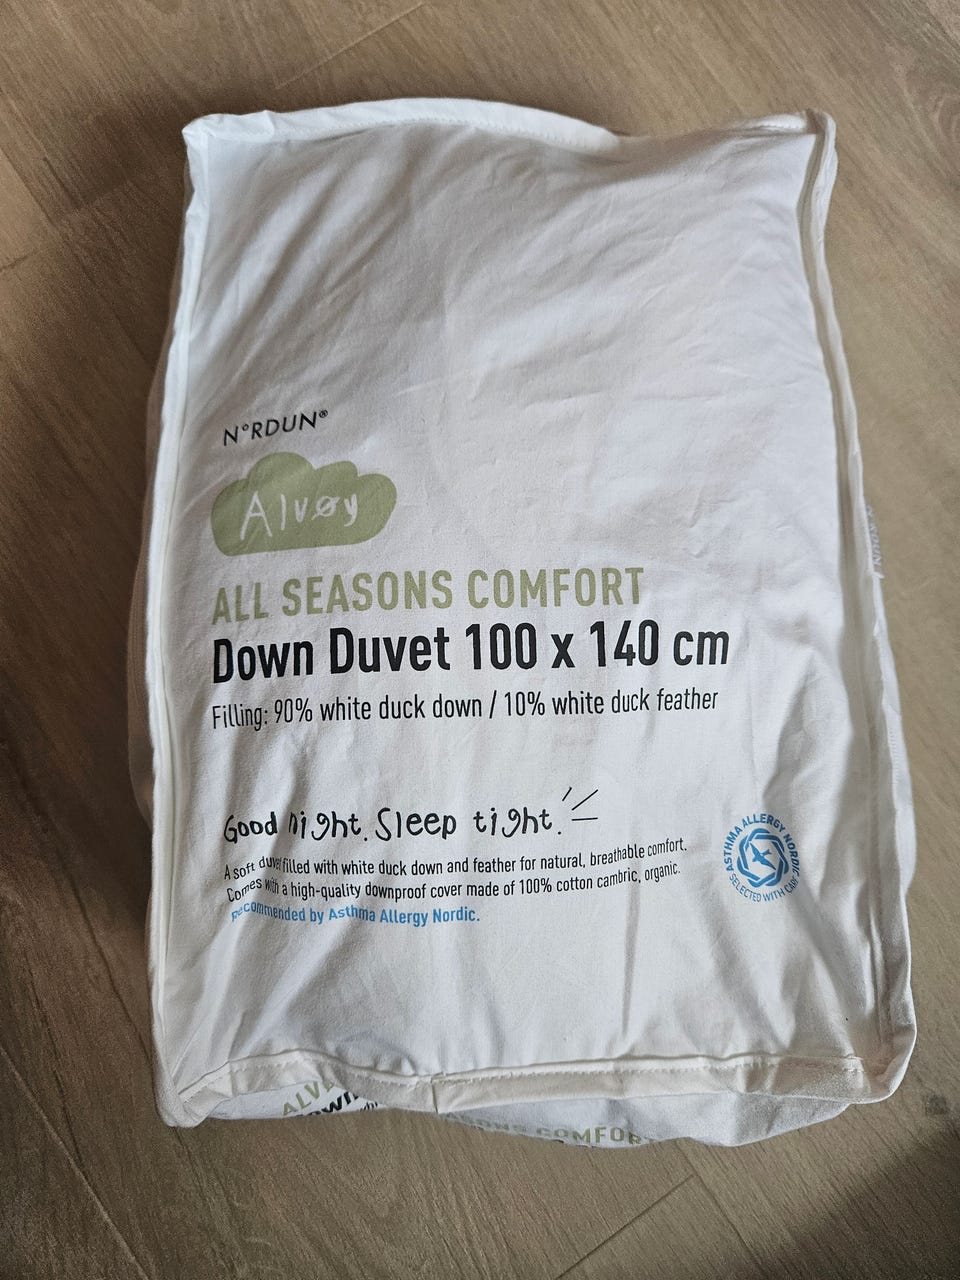 N°RDUN®
Alvøy
ALL SEASONS COMFORT
Down Duvet 100 x 140 cm
Filling: 90% white duck down / 10% white duck feather
Good night. Sleep tight.
A soft duvet filled with white duck down and feather for natural, breathable comfort.
Comes with a high-quality downproof cover made of 100% cotton cambric, organic.
Recommended by Asthma Allergy Nordic.
ASTHMA ALLERGY NORDIC
SELECTED WITH CARE
N°RDUN
COMFORT